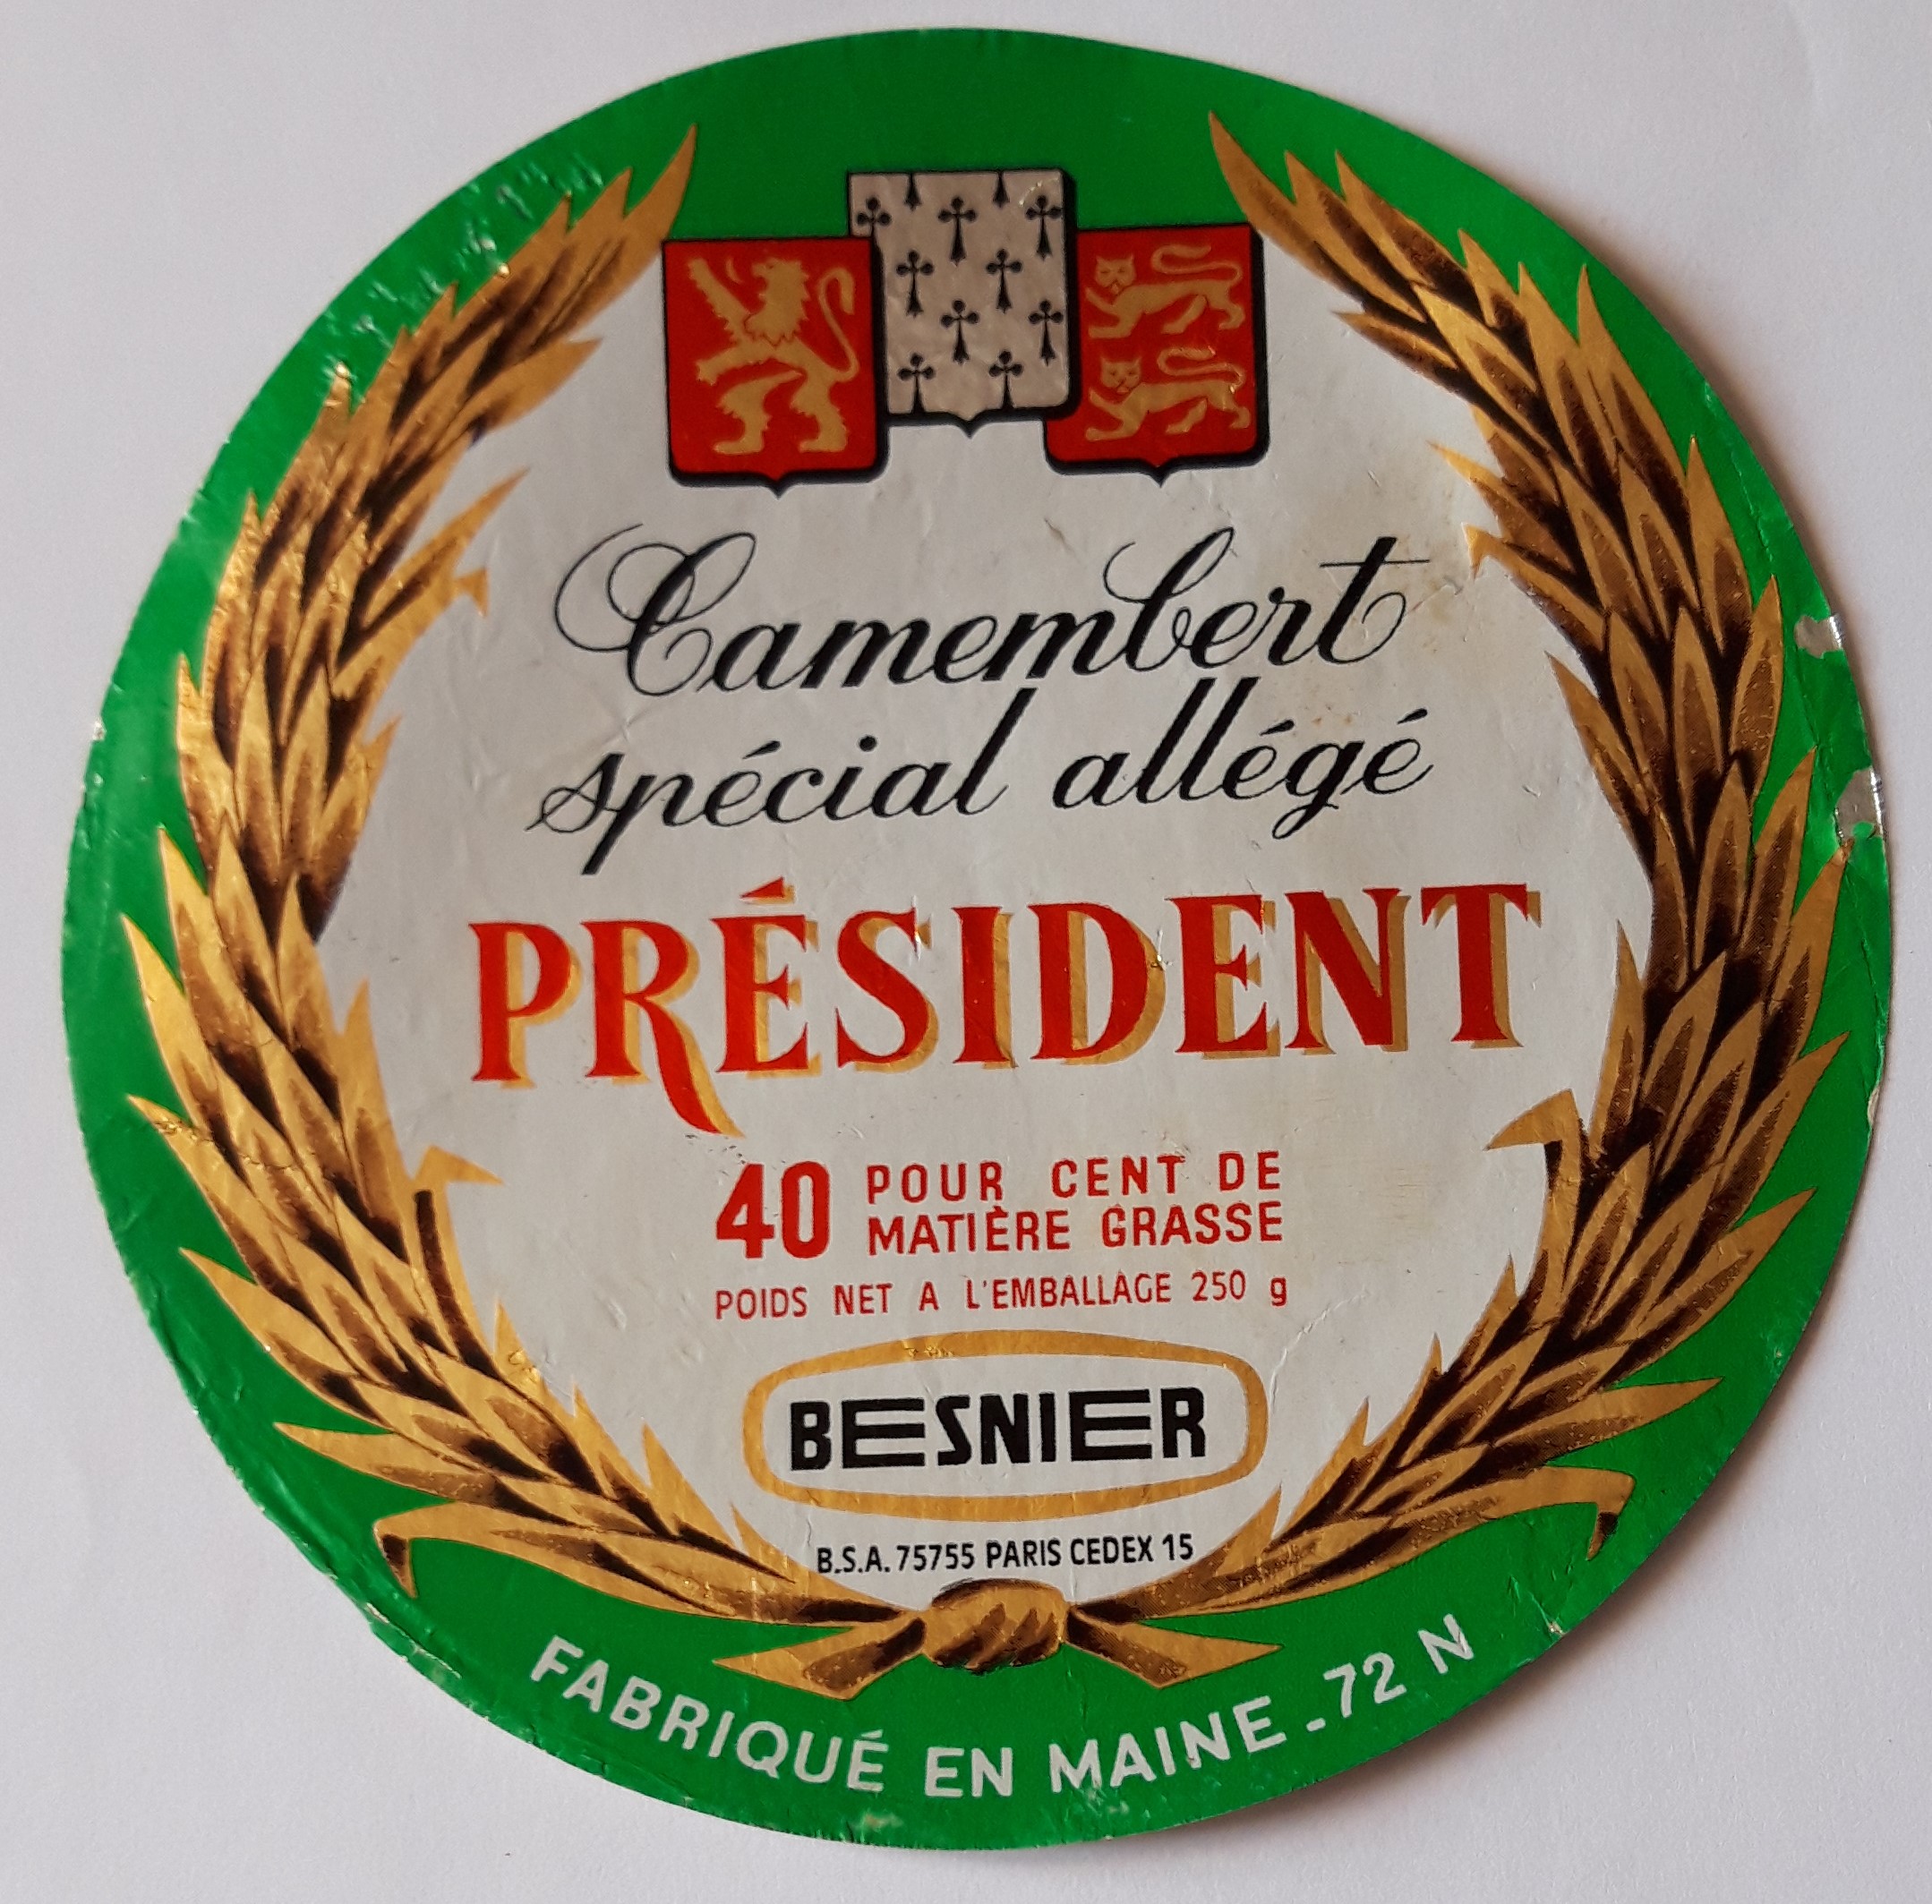 Camembert
spécial allégé
PRÉSIDENT
40 POUR CENT DE
MATIÈRE GRASSE
POIDS NET A L'EMBALLAGE 250 g
BESNIER
B.S.A. 75755 PARIS CEDEX 15
FABRIQUÉ EN MAINE - 72 N